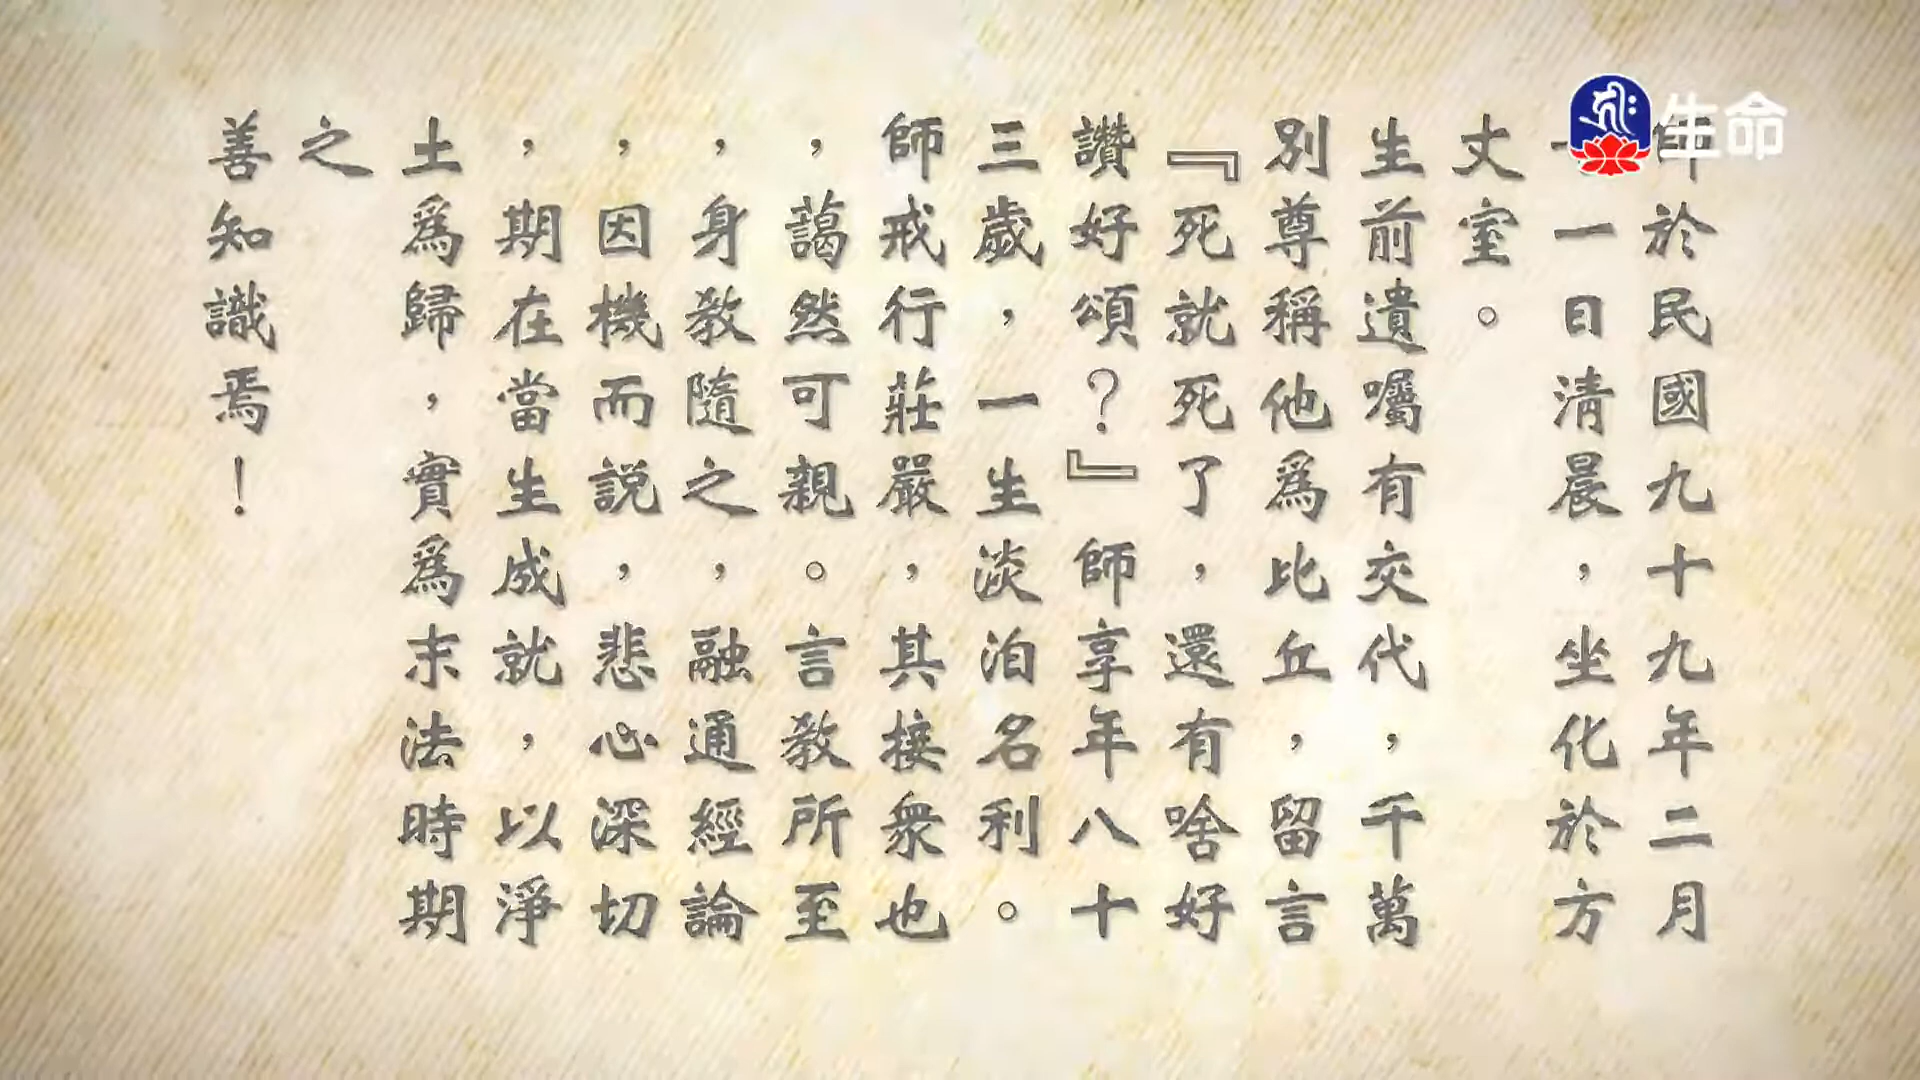 師於民國九十九年二月
一日清晨，坐化於方
丈室。
生前遺囑有交代，千萬
別尊稱他為比丘，留言
『死就死了，還有啥好
讚好頌？』師享年八十
三歲，一生淡泊名利。
師戒行莊嚴，其接眾也
，藹然可親。言教所至
，身教隨之，融通經論
，因機而說，悲心深切
，期在當生成就，以淨
土為歸，實為末法時期
之
善知識焉！
生命